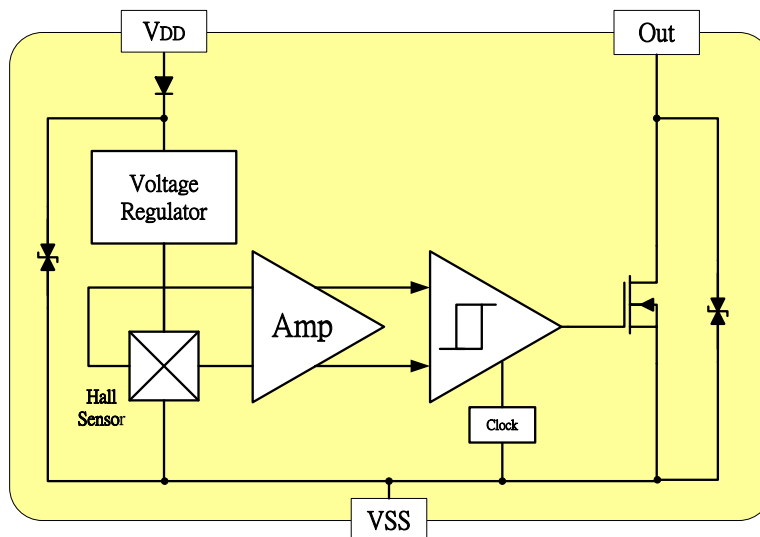 VDD
Out
Voltage
Regulator
Amp
Hall
Sensor
Clock
VSS